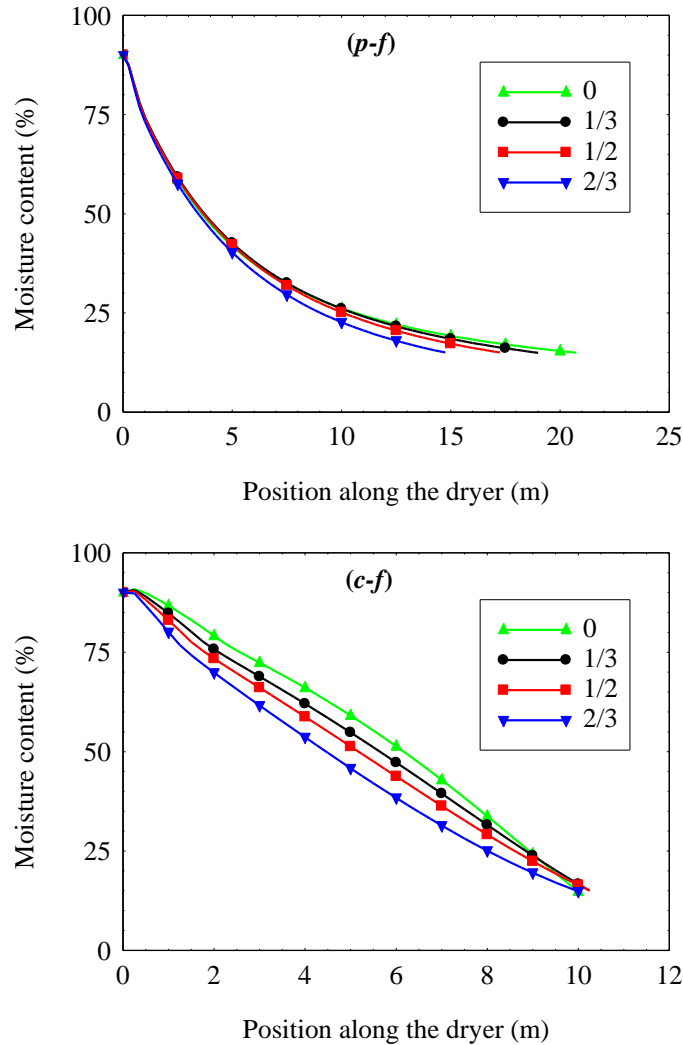 (p-f)
100
75
50
25
0
Moisture content (%)
0
1/3
1/2
2/3
0 5 10 15 20 25
Position along the dryer (m)
(c-f)
100
75
50
25
0
Moisture content (%)
0
1/3
1/2
2/3
0 2 4 6 8 10 12
Position along the dryer (m)